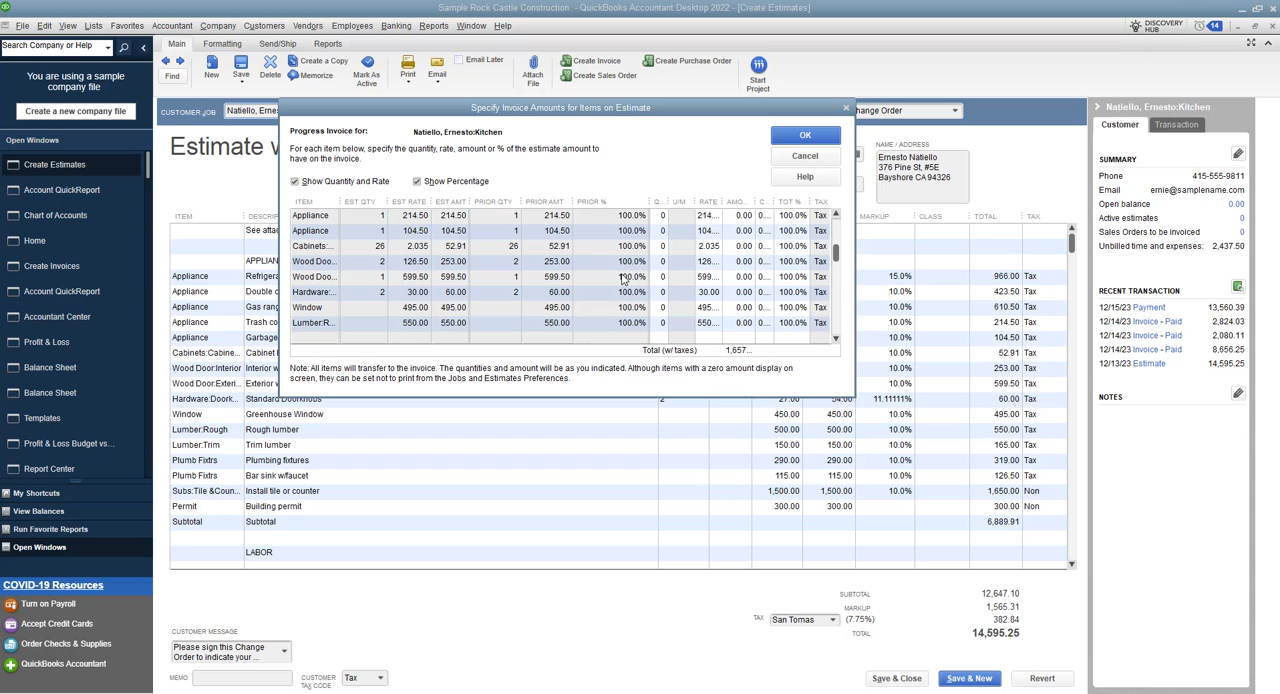 Sample Rock Castle Construction - QuickBooks Accountant Desktop 2022 - [Create Estimates]
File Edit View Lists Favorites Accountant Company Customers Vendors Employees Banking Reports Window Help
DISCOVERY HUB 14
Search Company or Help
Main Formatting Send/Ship Reports
Find New Save Delete Create a Copy Memorize Mark As Active Print Email Email Later Attach File Create Invoice Create Sales Order Create Purchase Order Start Project
You are using a sample company file
Create a new company file
Open Windows
Create Estimates
Account QuickReport
Chart of Accounts
Home
Create Invoices
Account QuickReport
Accountant Center
Profit & Loss
Balance Sheet
Balance Sheet
Templates
Profit & Loss Budget vs...
Report Center
My Shortcuts
View Balances
Run Favorite Reports
Open Windows
COVID-19 Resources
Turn on Payroll
Accept Credit Cards
Order Checks & Supplies
QuickBooks Accountant
CUSTOMER:JOB Natiello, Ernes
hange Order
Estimate v
NAME / ADDRESS
Ernesto Natiello
376 Pine St, #5E
Bayshore CA 94326
Specify Invoice Amounts for Items on Estimate
Progress Invoice for: Natiello, Ernesto:Kitchen
For each item below, specify the quantity, rate, amount or % of the estimate amount to
have on the invoice.
OK
Cancel
Help
Show Quantity and Rate Show Percentage
ITEM EST QTY EST RATE EST AMT PRIOR QTY PRIOR AMT PRIOR % Q... U/M RATE AMO... C... TOT % TAX
Appliance 1 214.50 214.50 1 214.50 100.0% 0 214.... 0.00 0.... 100.0% Tax
Appliance 1 104.50 104.50 1 104.50 100.0% 0 104.... 0.00 0.... 100.0% Tax
Cabinets:... 26 2.035 52.91 26 52.91 100.0% 0 2.035 0.00 0.... 100.0% Tax
Wood Doo... 2 126.50 253.00 2 253.00 100.0% 0 126.... 0.00 0.... 100.0% Tax
Wood Doo... 1 599.50 599.50 1 599.50 100.0% 0 599.... 0.00 0.... 100.0% Tax
Hardware:... 2 30.00 60.00 2 60.00 100.0% 0 30.00 0.00 0.... 100.0% Tax
Window 495.00 495.00 495.00 100.0% 0 495.... 0.00 0.... 100.0% Tax
Lumber:R... 550.00 550.00 550.00 100.0% 0 550.... 0.00 0.... 100.0% Tax
Total (w/ taxes) 1,657...
Note: All items will transfer to the invoice. The quantities and amount will be as you indicated. Although items with a zero amount display on
screen, they can be set not to print from the Jobs and Estimates Preferences.
ITEM DESCRIP MARKUP CLASS TOTAL TAX
See attac
APPLIAN
Appliance Refrigera 15.0% 966.00 Tax
Appliance Double o 423.50 Tax
Appliance Gas rang 214.50 Tax
Appliance Trash co 104.50 Tax
Appliance Garbage
Cabinets:Cabinet... Cabinet 52.91 Tax
Wood Door:Interior Interior 253.00 Tax
Wood Door:Exteri... Exterior
Hardware:Doork... Standard Doorknobs 2 27.00 54.00 11.11111% 60.00 Tax
Window Greenhouse Window 450.00 450.00 10.0% 495.00 Tax
Lumber:Rough Rough lumber 500.00 500.00 10.0% 550.00 Tax
Lumber:Trim Trim lumber 150.00 150.00 10.0% 165.00 Tax
Plumb Fixtrs Plumbing fixtures 290.00 290.00 10.0% 319.00 Tax
Plumb Fixtrs Bar sink w/faucet 115.00 115.00 10.0% 126.50 Tax
Subs:Tile &Coun... Install tile or counter 1,500.00 1,500.00 10.0% 1,650.00 Non
Permit Building permit 300.00 300.00 300.00 Non
Subtotal Subtotal 6,889.91
LABOR
SUBTOTAL 12,647.10
MARKUP 1,565.31
TAX San Tomas (7.75%) 382.84
TOTAL 14,595.25
CUSTOMER MESSAGE
Please sign this Change
Order to indicate your ...
MEMO
CUSTOMER TAX CODE Tax
Save & Close Save & New Revert
Natiello, Ernesto:Kitchen
Customer Transaction
SUMMARY
Phone 415-555-9811
Email ernie@samplename.com
Open balance 0.00
Active estimates 0
Sales Orders to be invoiced 0
Unbilled time and expenses: 2,437.50
RECENT TRANSACTION
12/15/23 Payment 13,560.39
12/14/23 Invoice - Paid 2,824.03
12/14/23 Invoice - Paid 2,080.11
12/14/23 Invoice - Paid 8,656.25
12/13/23 Estimate 14,595.25
NOTES